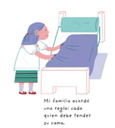 Mi familia acordó
una regla: cada
quien debe tender
su cama.